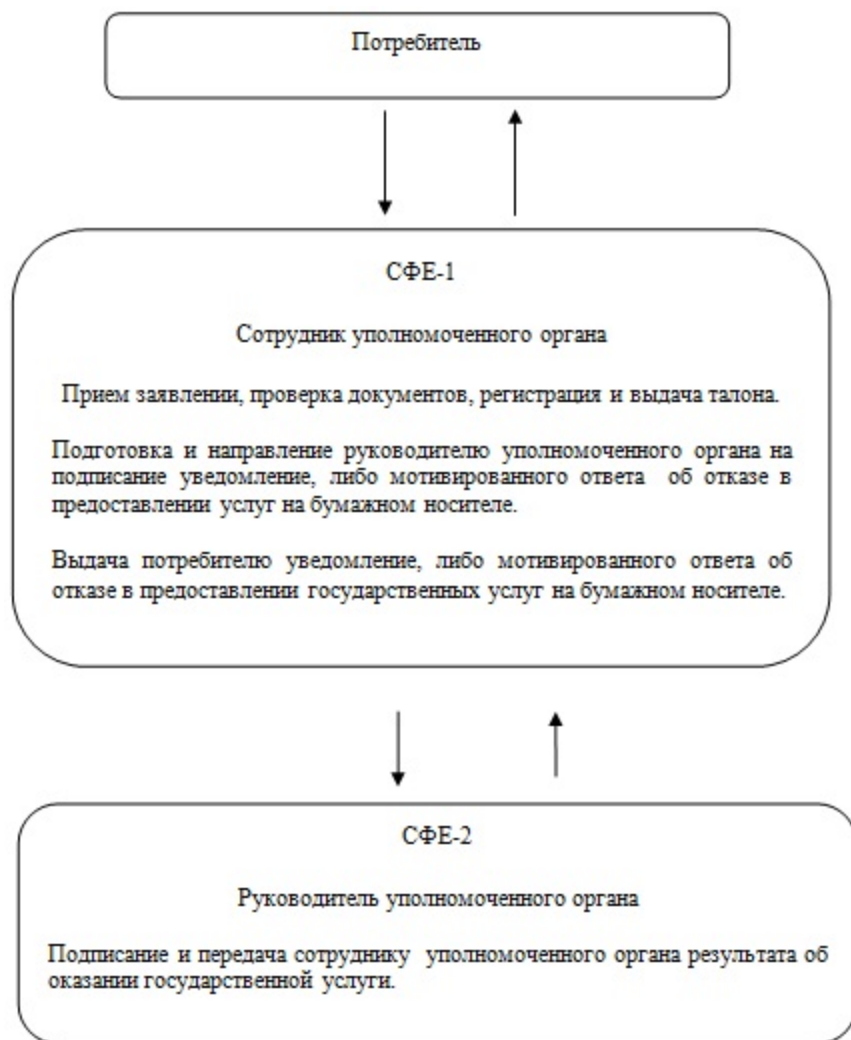 Потребитель
СФЕ-1
Сотрудник уполномоченного органа
Прием заявлении, проверка документов, регистрация и выдача талона.
Подготовка и направление руководителю уполномоченного органа на
подписание уведомление, либо мотивированного ответа об отказе в
предоставлении услуг на бумажном носителе.
Выдача потребителю уведомление, либо мотивированного ответа об
отказе в предоставлении государственных услуг на бумажном носителе.
СФЕ-2
Руководитель уполномоченного органа
Подписание и передача сотруднику уполномоченного органа результата об
оказании государственной услуги.